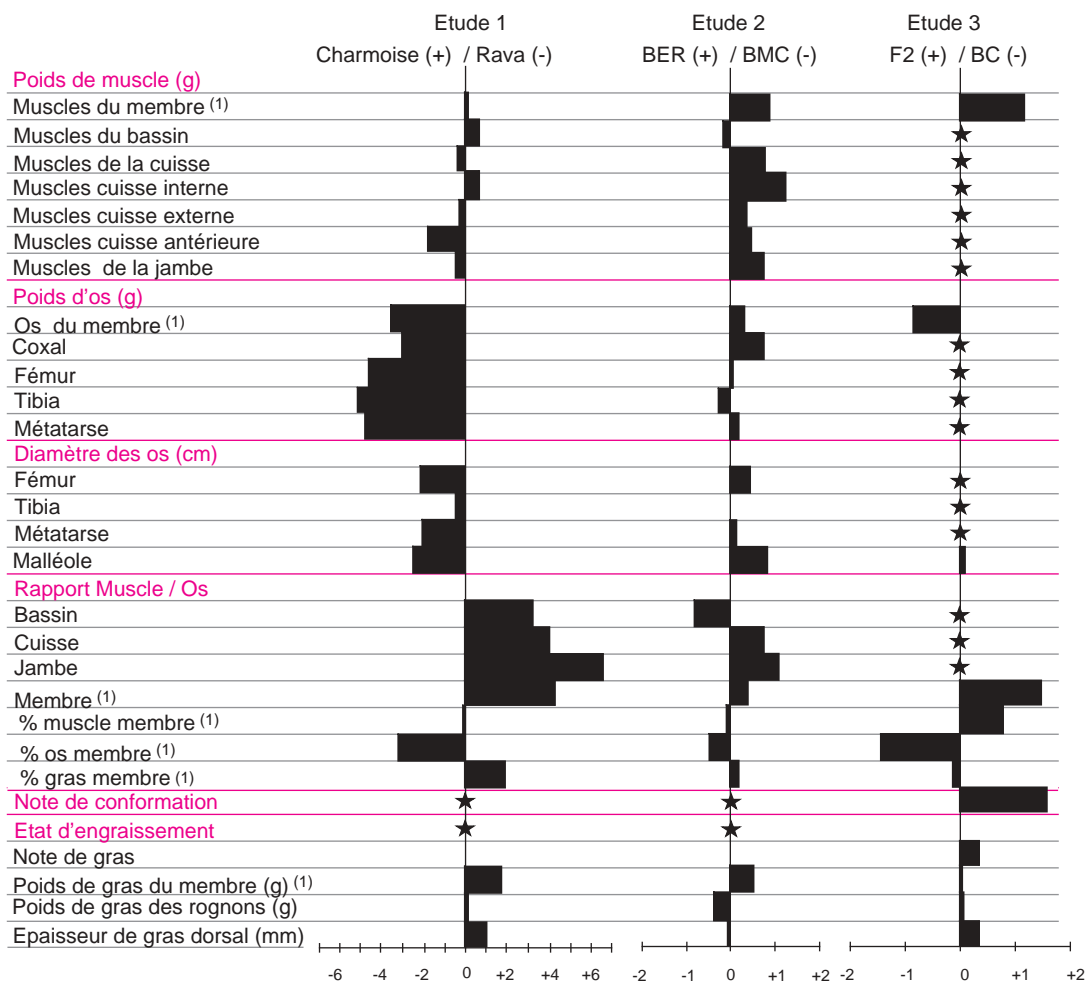 Etude 1 Etude 2 Etude 3
Charmoise (+) / Rava (-) BER (+) / BMC (-) F2 (+) / BC (-)
Poids de muscle (g)
Muscles du membre (1)
Muscles du bassin
Muscles de la cuisse
Muscles cuisse interne
Muscles cuisse externe
Muscles cuisse antérieure
Muscles de la jambe
Poids d'os (g)
Os du membre (1)
Coxal
Fémur
Tibia
Métatarse
Diamètre des os (cm)
Fémur
Tibia
Métatarse
Malléole
Rapport Muscle / Os
Bassin
Cuisse
Jambe
Membre (1)
% muscle membre (1)
% os membre (1)
% gras membre (1)
Note de conformation
Etat d'engraissement
Note de gras
Poids de gras du membre (g) (1)
Poids de gras des rognons (g)
Epaisseur de gras dorsal (mm)
-6 -4 -2 0 +2 +4 +6 -2 -1 0 +1 +2 -2 -1 0 +1 +2